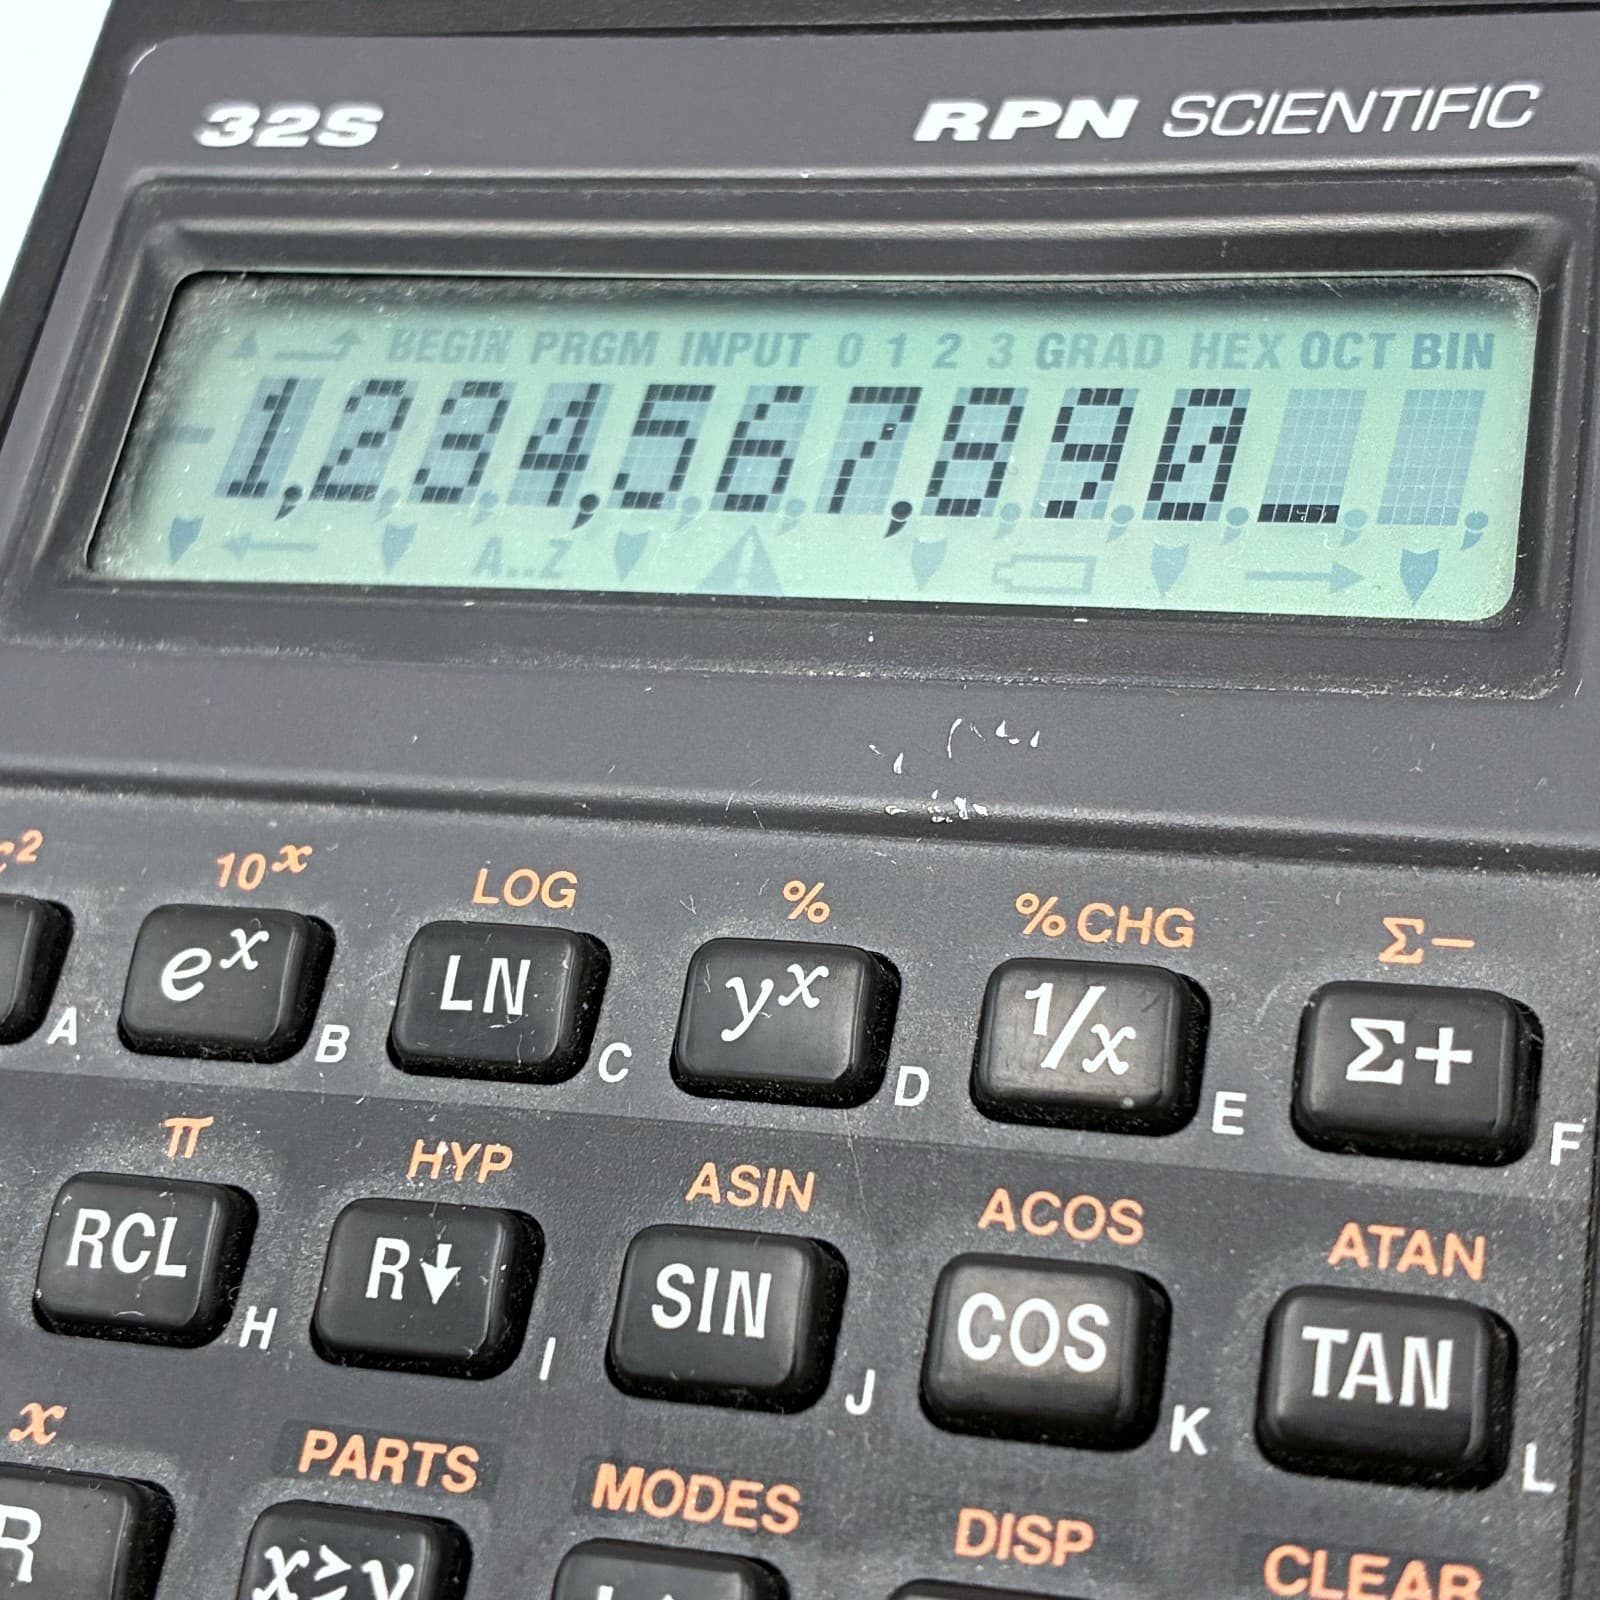 32S RPN SCIENTIFIC
BEGIN PRGM INPUT 0 1 2 3 GRAD HEX OCT BIN
1,234,567,890_
A..Z
10ˣ LOG % %CHG Σ−
eˣ LN yˣ 1/x Σ+
A B C D E F
π HYP ASIN ACOS ATAN
RCL R↓ SIN COS TAN
H I J K L
x PARTS MODES DISP CLEAR
R x≷y